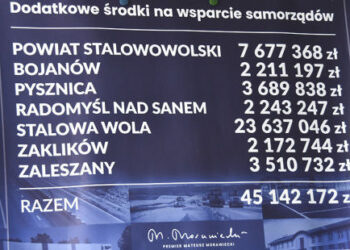 Dodatkowe środki na wsparcie samorządów
POWIAT STALOWOWOLSKI 7 677 368 zł
BOJANÓW 2 211 197 zł
PYSZNICA 3 689 838 zł
RADOMYŚL NAD SANEM 2 243 247 zł
STALOWA WOLA 23 637 046 zł
ZAKLIKÓW 2 172 744 zł
ZALESZANY 3 510 732 zł
RAZEM 45 142 172 zł
M. Morawiecki
PREMIER MATEUSZ MORAWIECKI